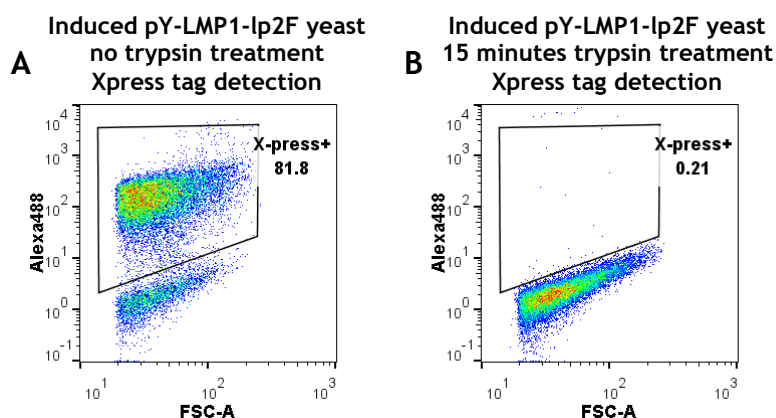 Induced pY-LMP1-lp2F yeast
no trypsin treatment
Xpress tag detection
A
10^4
10^3
10^2
10^1
10^0
10^-1
Alexa488
X-press+
81.8
10^1
10^2
10^3
FSC-A
Induced pY-LMP1-lp2F yeast
15 minutes trypsin treatment
Xpress tag detection
B
10^4
10^3
10^2
10^1
10^0
10^-1
Alexa488
X-press+
0.21
10^1
10^2
10^3
FSC-A